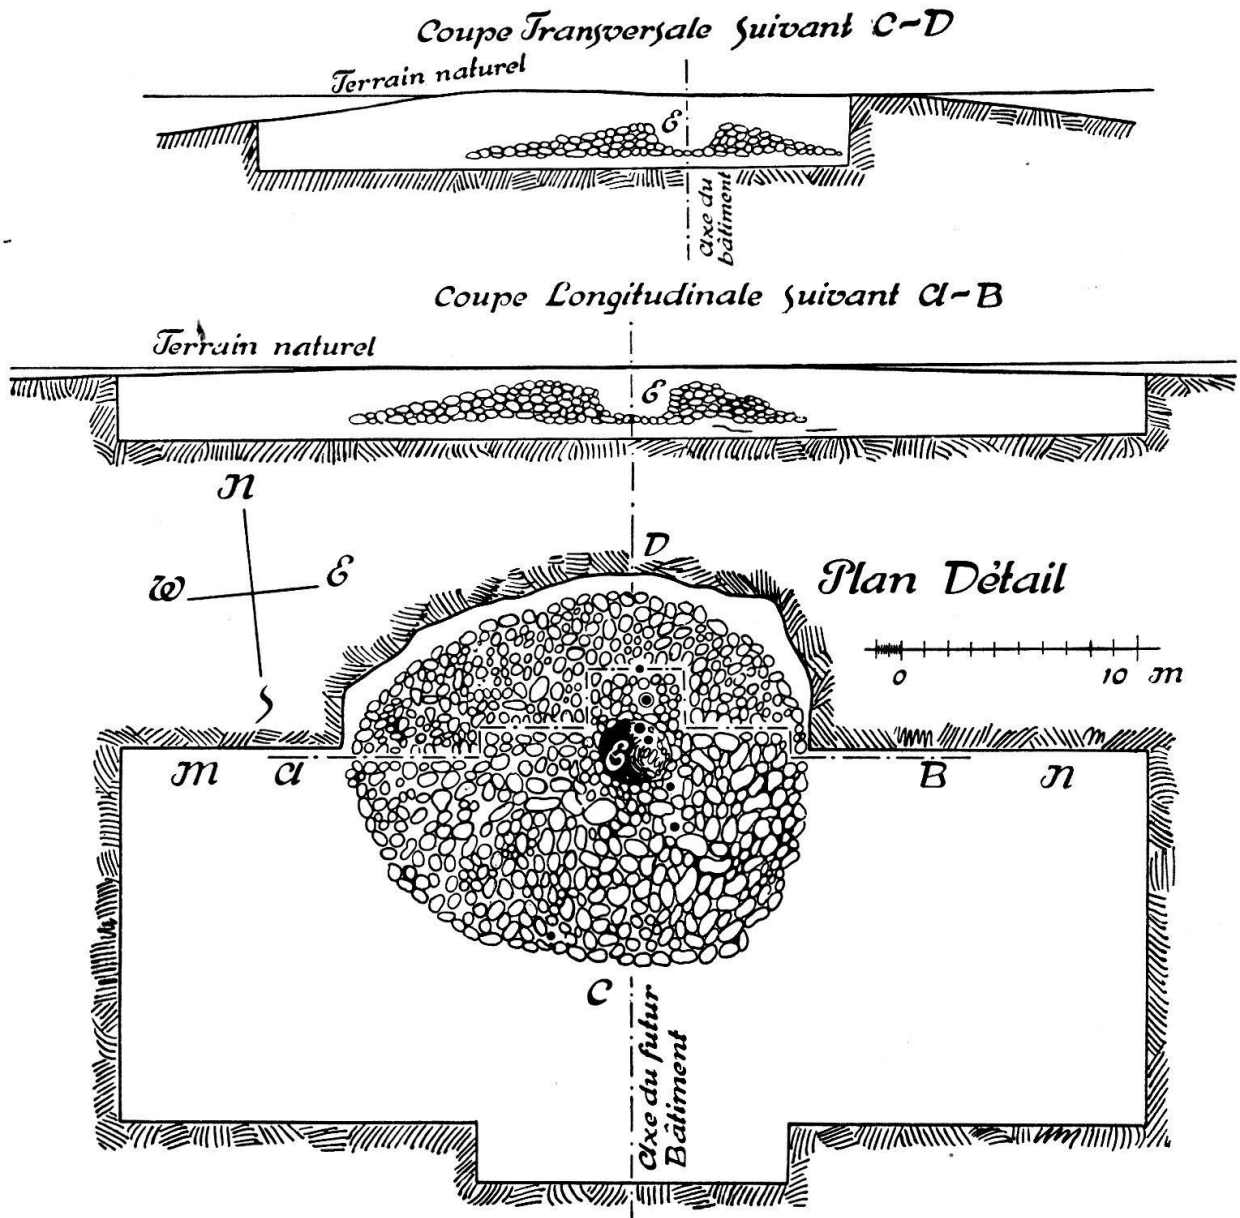 Coupe Transversale Suivant C-D
Terrain naturel
E
Axe du
bâtiment
Coupe Longitudinale Suivant A-B
Terrain naturel
E
N
W
E
S
D
Plan Détail
0
10 m
M
A
E
B
N
C
Axe du futur
Bâtiment